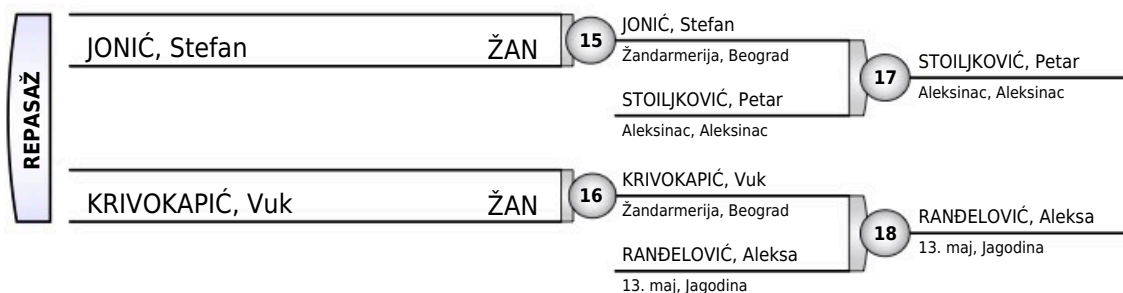 REPASAŽ
JONIĆ, Stefan ŽAN
15
JONIĆ, Stefan
Žandarmerija, Beograd
STOILJKOVIĆ, Petar
Aleksinac, Aleksinac
17
STOILJKOVIĆ, Petar
Aleksinac, Aleksinac
KRIVOKAPIĆ, Vuk ŽAN
16
KRIVOKAPIĆ, Vuk
Žandarmerija, Beograd
RANĐELOVIĆ, Aleksa
13. maj, Jagodina
18
RANĐELOVIĆ, Aleksa
13. maj, Jagodina